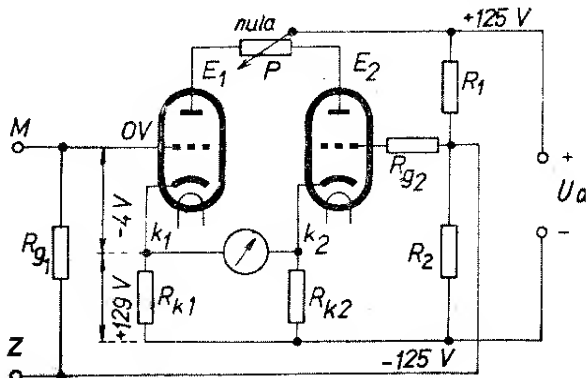 nula
+125 V
E1
P
E2
R1
M
0V
Rg2
+
Ua
−
-4 V
k1
k2
R2
Rg1
+129 V
Rk1
Rk2
Z
-125 V